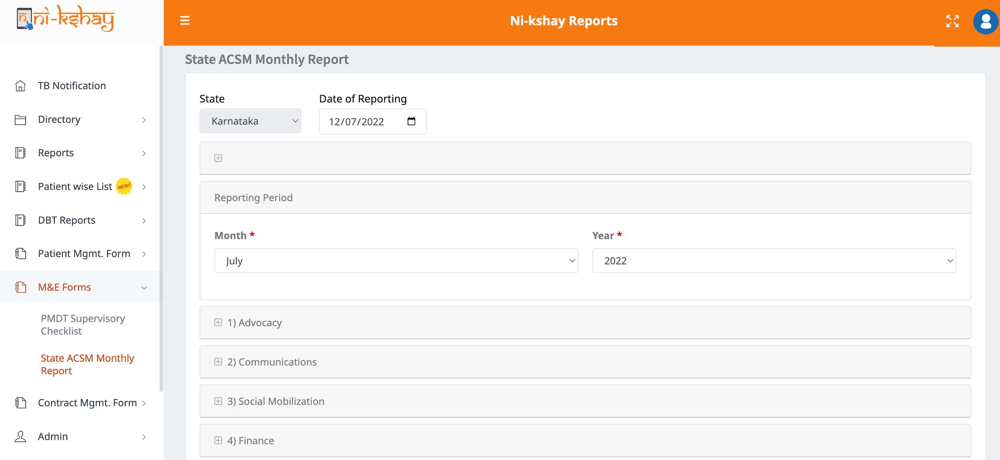 ni-kshay
Ni-kshay Reports
State ACSM Monthly Report
TB Notification
Directory
Reports
Patient wise List NEW!
DBT Reports
Patient Mgmt. Form
M&E Forms
PMDT Supervisory
Checklist
State ACSM Monthly
Report
Contract Mgmt. Form
Admin
State
Date of Reporting
Karnataka
12/07/2022
Reporting Period
Month *
Year *
July
2022
1) Advocacy
2) Communications
3) Social Mobilization
4) Finance